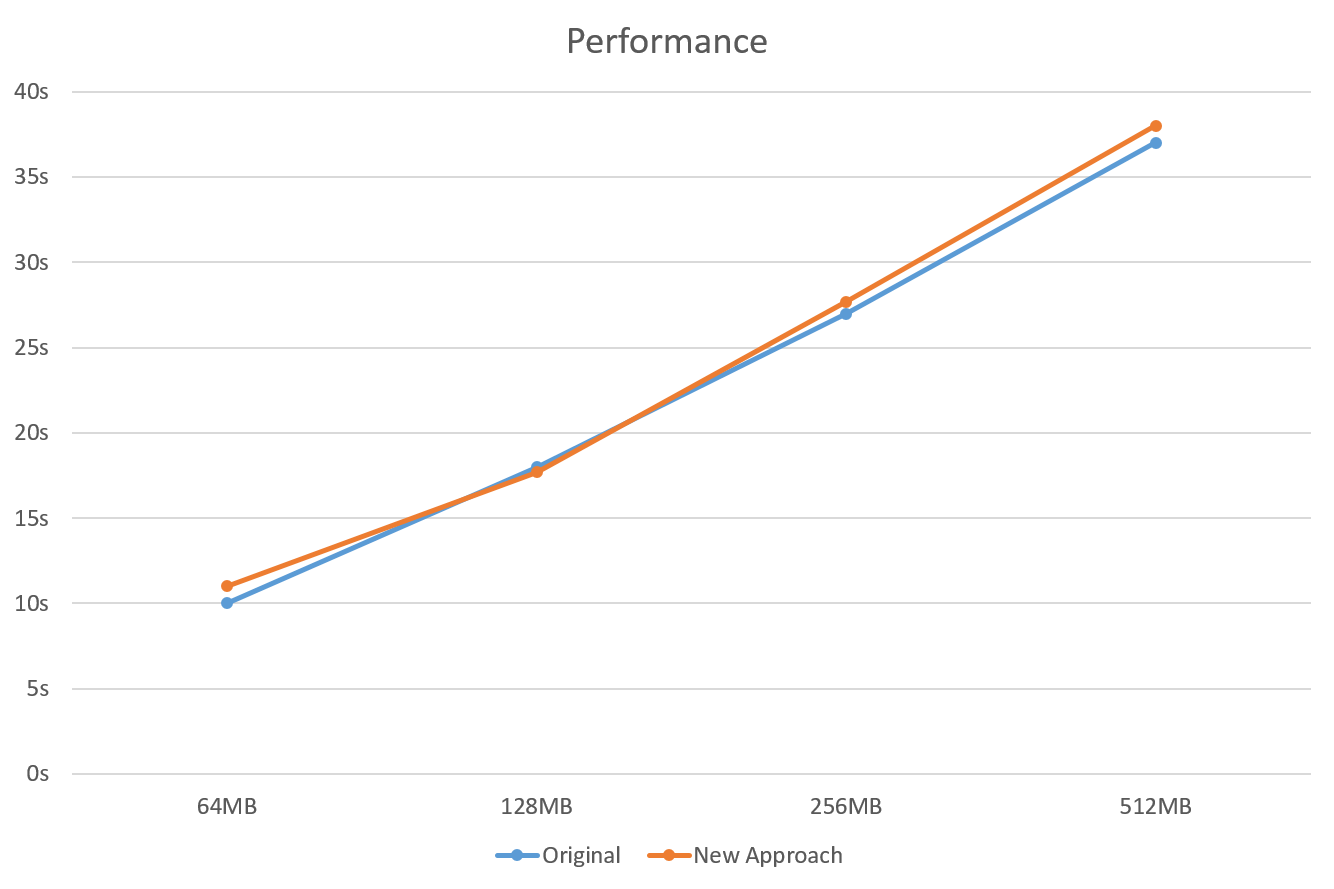 Performance
40s
35s
30s
25s
20s
15s
10s
5s
0s
64MB 128MB 256MB 512MB
Original New Approach